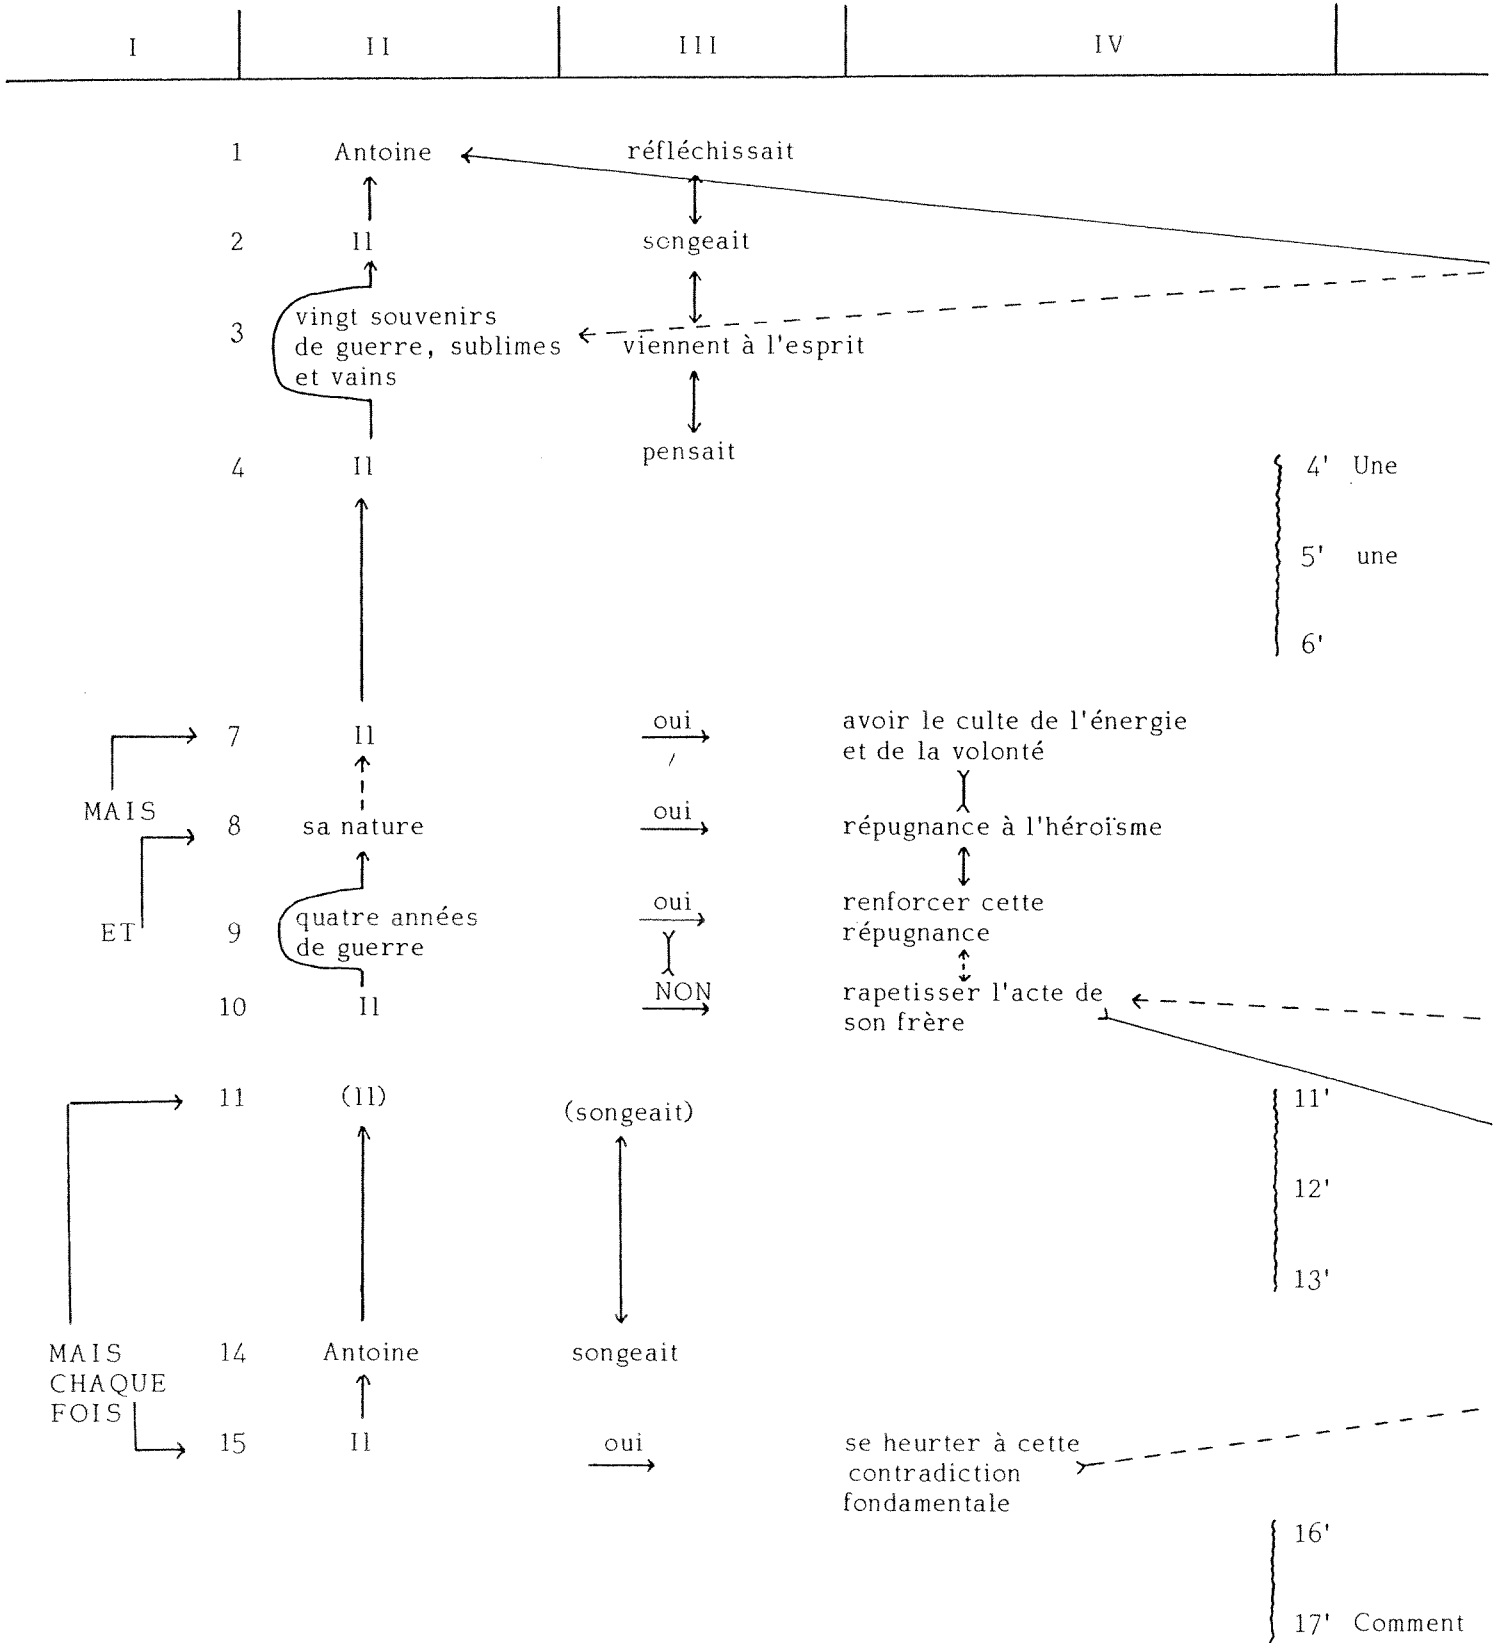 I II III IV
1 Antoine réfléchissait
2 Il songeait
3 vingt souvenirs
de guerre, sublimes
et vains
viennent à l'esprit
4 Il pensait
4' Une
5' une
6'
7 Il oui avoir le culte de l'énergie
et de la volonté
MAIS
8 sa nature oui répugnance à l'héroïsme
ET
9 quatre années
de guerre
oui renforcer cette
répugnance
10 Il NON rapetisser l'acte de
son frère
11 (Il) (songeait) 11'
12'
13'
MAIS
CHAQUE
FOIS
14 Antoine songeait
15 Il oui se heurter à cette
contradiction
fondamentale
16'
17' Comment